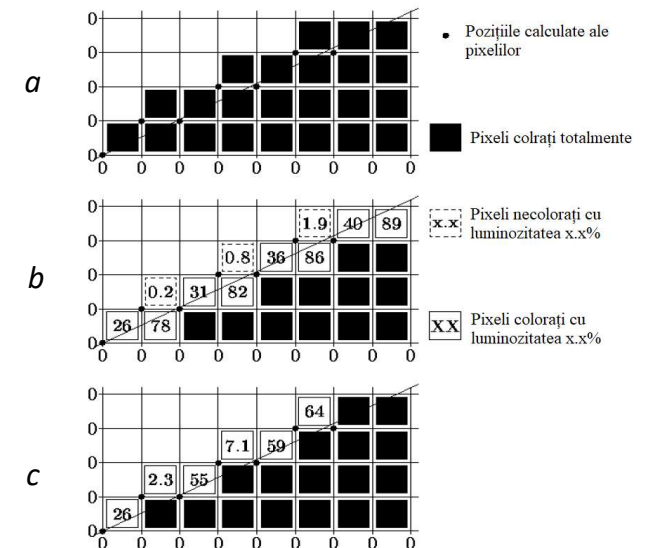 0
0
Poziţiile calculate ale
pixelilor
0
a
0
Pixeli colraţi totalmente
0
0 0 0 0 0 0 0 0 0
0
1.9 40 89
x.x
Pixeli necoloraţi cu
luminozitatea x.x%
0
0.8 36 86
b
0
0.2 31 82
0
26 78
XX
Pixeli coloraţi cu
luminozitatea x.x%
0
0 0 0 0 0 0 0 0 0
0
64
0
7.1 59
c
0
2.3 55
0
26
0
0 0 0 0 0 0 0 0 0